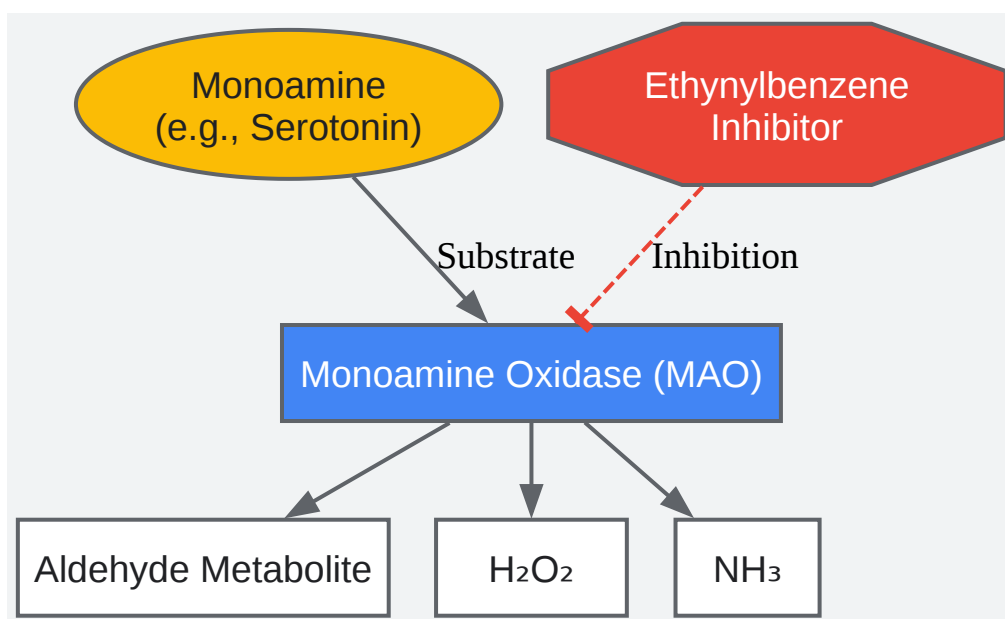 Monoamine
(e.g., Serotonin)
Ethynylbenzene
Inhibitor
Substrate
Inhibition
Monoamine Oxidase (MAO)
Aldehyde Metabolite
H₂O₂
NH₃